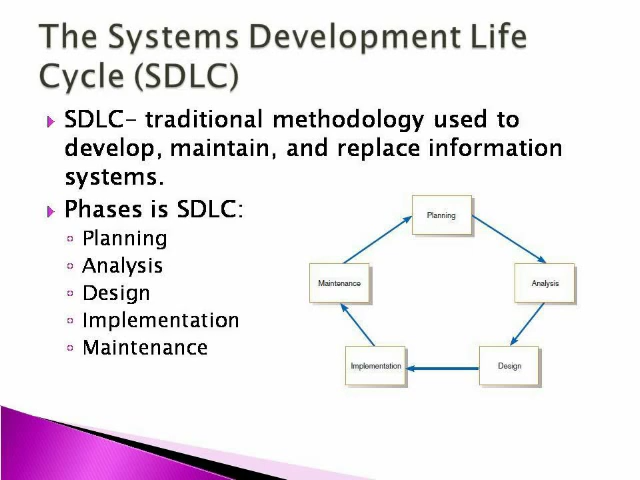 The Systems Development Life
Cycle (SDLC)
SDLC- traditional methodology used to
develop, maintain, and replace information
systems.
Phases is SDLC:
Planning
Analysis
Design
Implementation
Maintenance
Planning
Maintenance
Analysis
Implementation
Design